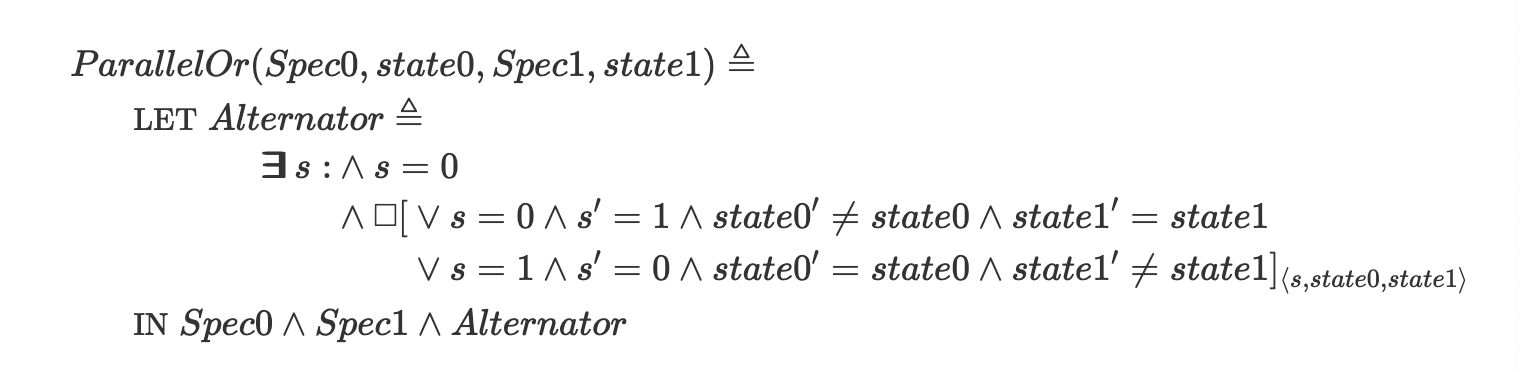 ParallelOr(Spec0, state0, Spec1, state1) ≜
LET Alternator ≜
∃ s : ∧ s = 0
∧ □[ ∨ s = 0 ∧ s′ = 1 ∧ state0′ ≠ state0 ∧ state1′ = state1
∨ s = 1 ∧ s′ = 0 ∧ state0′ = state0 ∧ state1′ ≠ state1]⟨s,state0,state1⟩
IN Spec0 ∧ Spec1 ∧ Alternator